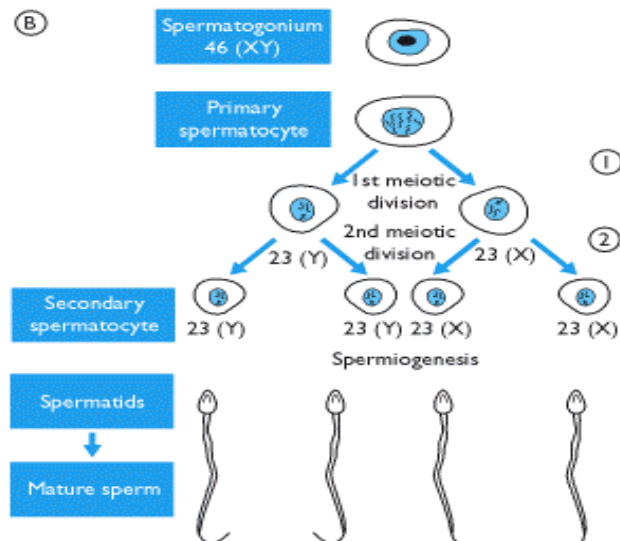 B
Spermatogonium
46 (XY)
Primary
spermatocyte
1
1st meiotic
division
2nd meiotic
division
2
23 (Y)
23 (X)
Secondary
spermatocyte
23 (Y)
23 (Y)
23 (X)
23 (X)
Spermiogenesis
Spermatids
Mature sperm